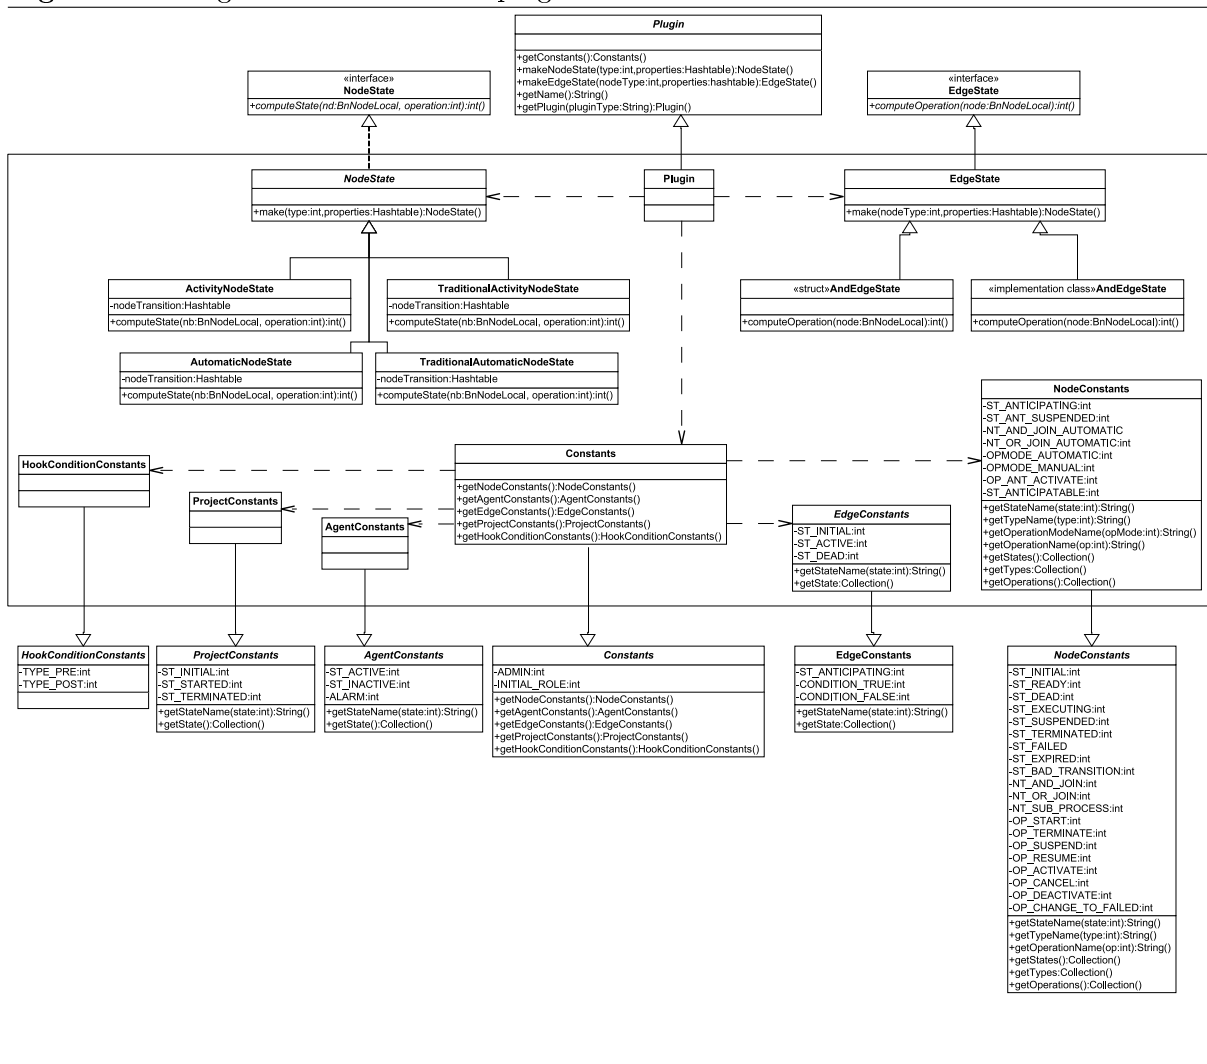 Plugin
+getConstants():Constants()
+makeNodeState(type:int,properties:Hashtable):NodeState()
+makeEdgeState(nodeType:int,properties:hashtable):EdgeState()
+getName():String()
+getPlugin(pluginType:String):Plugin()
«interface»
NodeState
+computeState(nd:BnNodeLocal, operation:int):int()
«interface»
EdgeState
+computeOperation(node:BnNodeLocal):int()
NodeState
+make(type:int,properties:Hashtable):NodeState()
Plugin
EdgeState
+make(nodeType:int,properties:Hashtable):NodeState()
ActivityNodeState
-nodeTransition:Hashtable
+computeState(nb:BnNodeLocal, operation:int):int()
TraditionalActivityNodeState
-nodeTransition:Hashtable
+computeState(nb:BnNodeLocal, operation:int):int()
«struct»AndEdgeState
+computeOperation(node:BnNodeLocal):int()
«implementation class»AndEdgeState
+computeOperation(node:BnNodeLocal):int()
AutomaticNodeState
-nodeTransition:Hashtable
+computeState(nb:BnNodeLocal, operation:int):int()
TraditionalAutomaticNodeState
-nodeTransition:Hashtable
+computeState(nb:BnNodeLocal, operation:int):int()
NodeConstants
-ST_ANTICIPATING:int
-ST_ANT_SUSPENDED:int
-NT_AND_JOIN_AUTOMATIC
-NT_OR_JOIN_AUTOMATIC:int
-OPMODE_AUTOMATIC:int
-OPMODE_MANUAL:int
-OP_ANT_ACTIVATE:int
-ST_ANTICIPATABLE:int
+getStateName(state:int):String()
+getTypeName(type:int):String()
+getOperationModeName(opMode:int):String()
+getOperationName(op:int):String()
+getStates():Collection()
+getTypes:Collection()
+getOperations():Collection()
HookConditionConstants
ProjectConstants
AgentConstants
Constants
+getNodeConstants():NodeConstants()
+getAgentConstants():AgentConstants()
+getEdgeConstants():EdgeConstants()
+getProjectConstants():ProjectConstants()
+getHookConditionConstants():HookConditionConstants()
EdgeConstants
-ST_INITIAL:int
-ST_ACTIVE:int
-ST_DEAD:int
+getStateName(state:int):String()
+getState:Collection()
HookConditionConstants
-TYPE_PRE:int
-TYPE_POST:int
ProjectConstants
-ST_INITIAL:int
-ST_STARTED:int
-ST_TERMINATED:int
+getStateName(state:int):String()
+getState():Collection()
AgentConstants
-ST_ACTIVE:int
-ST_INACTIVE:int
-ALARM:int
+getStateName(state:int):String()
+getState():Collection()
Constants
-ADMIN:int
-INITIAL_ROLE:int
+getNodeConstants():NodeConstants()
+getAgentConstants():AgentConstants()
+getEdgeConstants():EdgeConstants()
+getProjectConstants():ProjectConstants()
+getHookConditionConstants():HookConditionConstants()
EdgeConstants
-ST_ANTICIPATING:int
-CONDITION_TRUE:int
-CONDITION_FALSE:int
+getStateName(state:int):String()
+getState:Collection()
NodeConstants
-ST_INITIAL:int
-ST_READY:int
-ST_DEAD:int
-ST_EXECUTING:int
-ST_SUSPENDED:int
-ST_TERMINATED:int
-ST_FAILED
-ST_EXPIRED:int
-ST_BAD_TRANSITION:int
-NT_AND_JOIN:int
-NT_OR_JOIN:int
-NT_SUB_PROCESS:int
-OP_START:int
-OP_TERMINATE:int
-OP_SUSPEND:int
-OP_RESUME:int
-OP_ACTIVATE:int
-OP_CANCEL:int
-OP_DEACTIVATE:int
-OP_CHANGE_TO_FAILED:int
+getStateName(state:int):String()
+getTypeName(type:int):String()
+getOperationName(op:int):String()
+getStates():Collection()
+getTypes:Collection()
+getOperations():Collection()